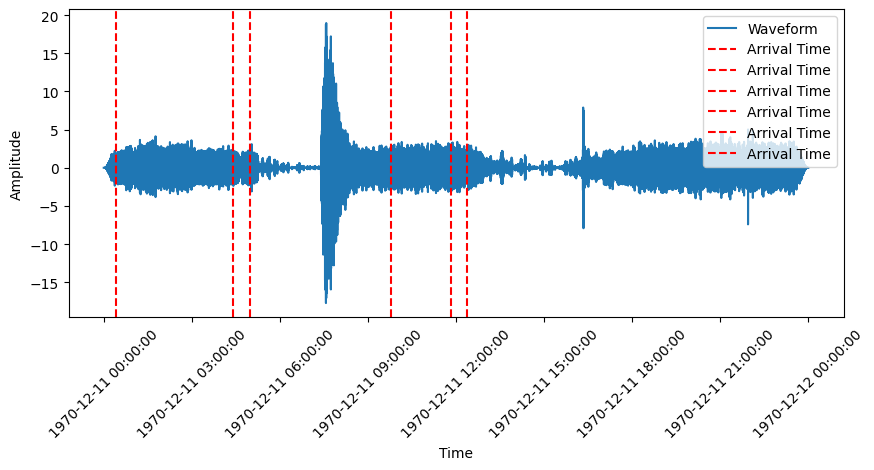 20
15
10
5
0
−5
−10
−15
Amplitude
Waveform
Arrival Time
Arrival Time
Arrival Time
Arrival Time
Arrival Time
Arrival Time
1970-12-11 00:00:00
1970-12-11 03:00:00
1970-12-11 06:00:00
1970-12-11 09:00:00
1970-12-11 12:00:00
1970-12-11 15:00:00
1970-12-11 18:00:00
1970-12-11 21:00:00
1970-12-12 00:00:00
Time